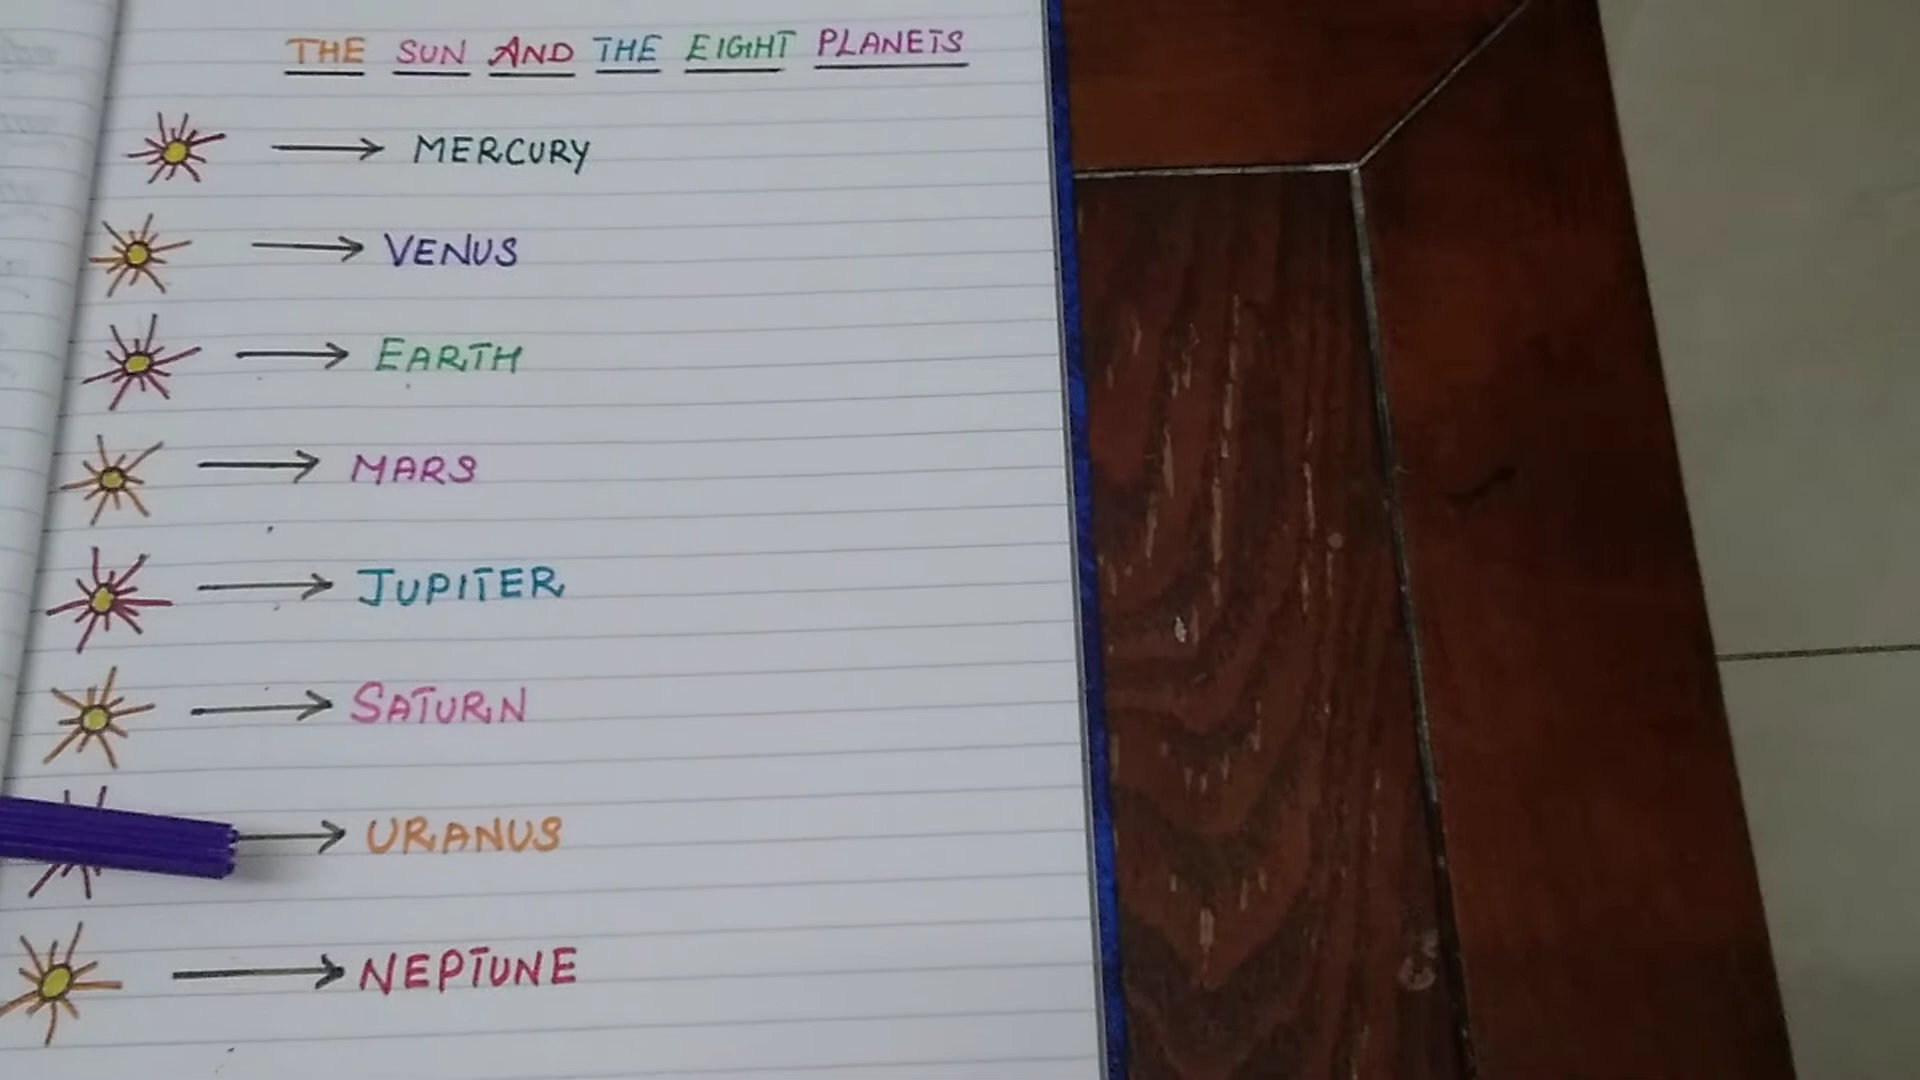 THE SUN AND THE EIGHT PLANETS
MERCURY
VENUS
EARTH
MARS
JUPITER
SATURN
URANUS
NEPTUNE